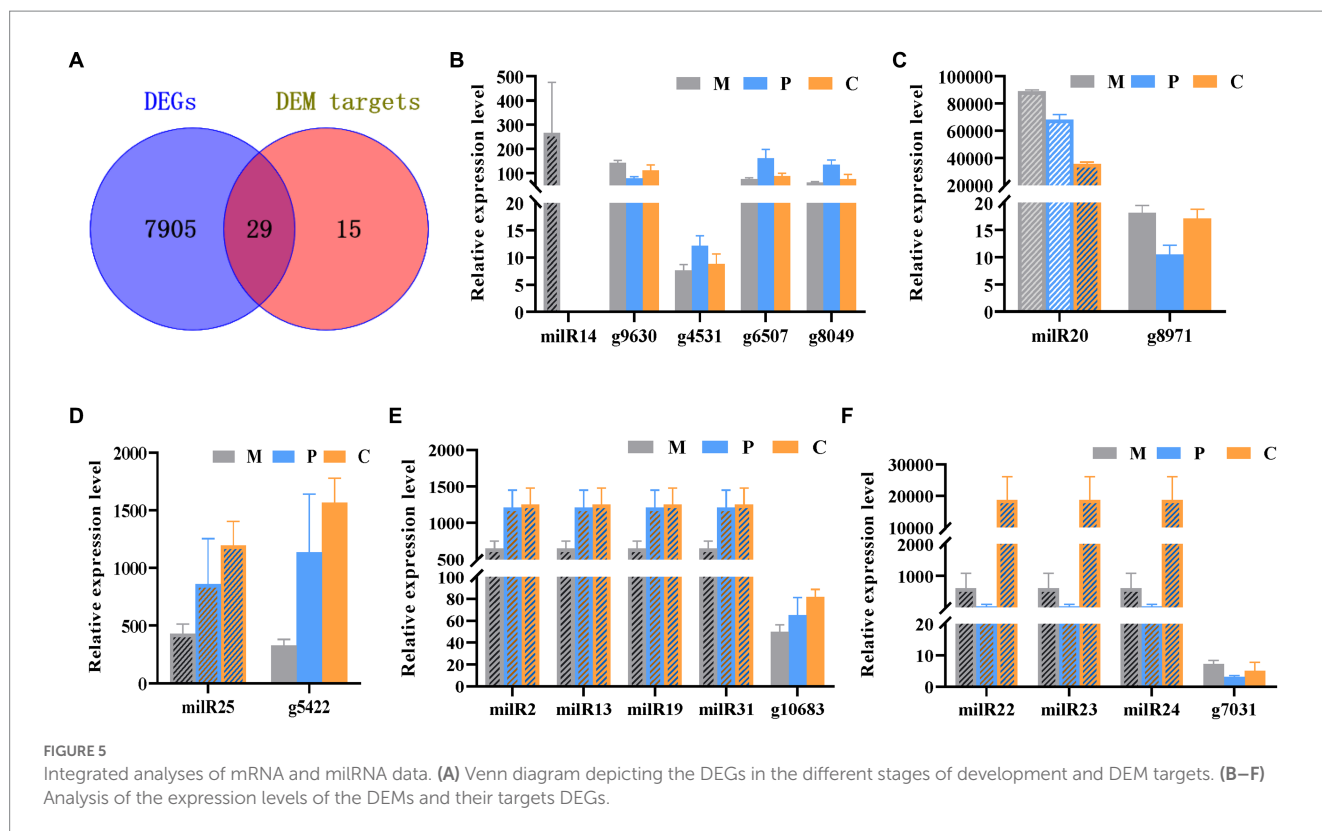 A
DEGs
DEM targets
7905
29
15
B
M P C
Relative expression level
500
400
300
200
100
20
15
10
5
0
milR14 g9630 g4531 g6507 g8049
C
M P C
Relative expression level
100000
80000
60000
40000
20000
20
15
10
5
0
milR20 g8971
D
M P C
Relative expression level
2000
1500
1000
500
0
milR25 g5422
E
M P C
Relative expression level
1500
1000
500
100
80
60
40
20
0
milR2 milR13 milR19 milR31 g10683
F
M P C
Relative expression level
30000
20000
10000
2000
1000
20
10
0
milR22 milR23 milR24 g7031
FIGURE 5
Integrated analyses of mRNA and milRNA data. (A) Venn diagram depicting the DEGs in the different stages of development and DEM targets. (B–F)
Analysis of the expression levels of the DEMs and their targets DEGs.